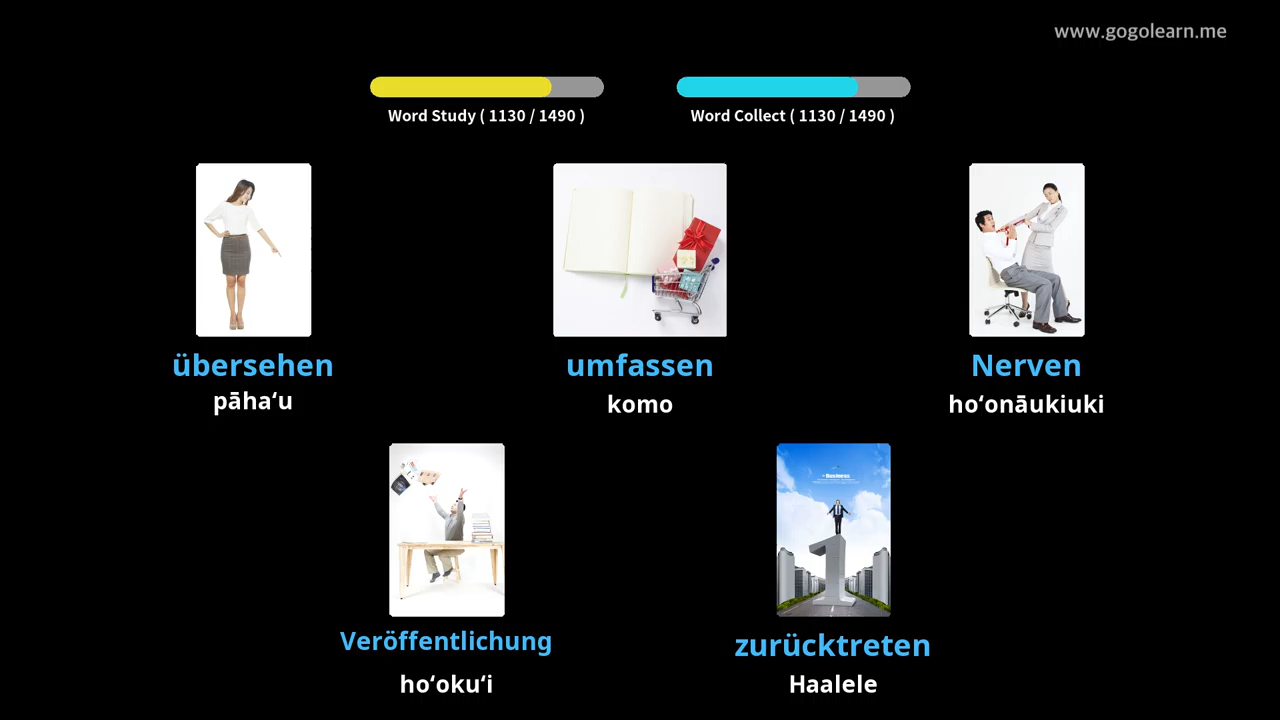 www.gogolearn.me
Word Study ( 1130 / 1490 )
Word Collect ( 1130 / 1490 )
übersehen
umfassen
Nerven
pāhaʻu
komo
hoʻonāukiuki
Business
Veröffentlichung
zurücktreten
hoʻokuʻi
Haalele